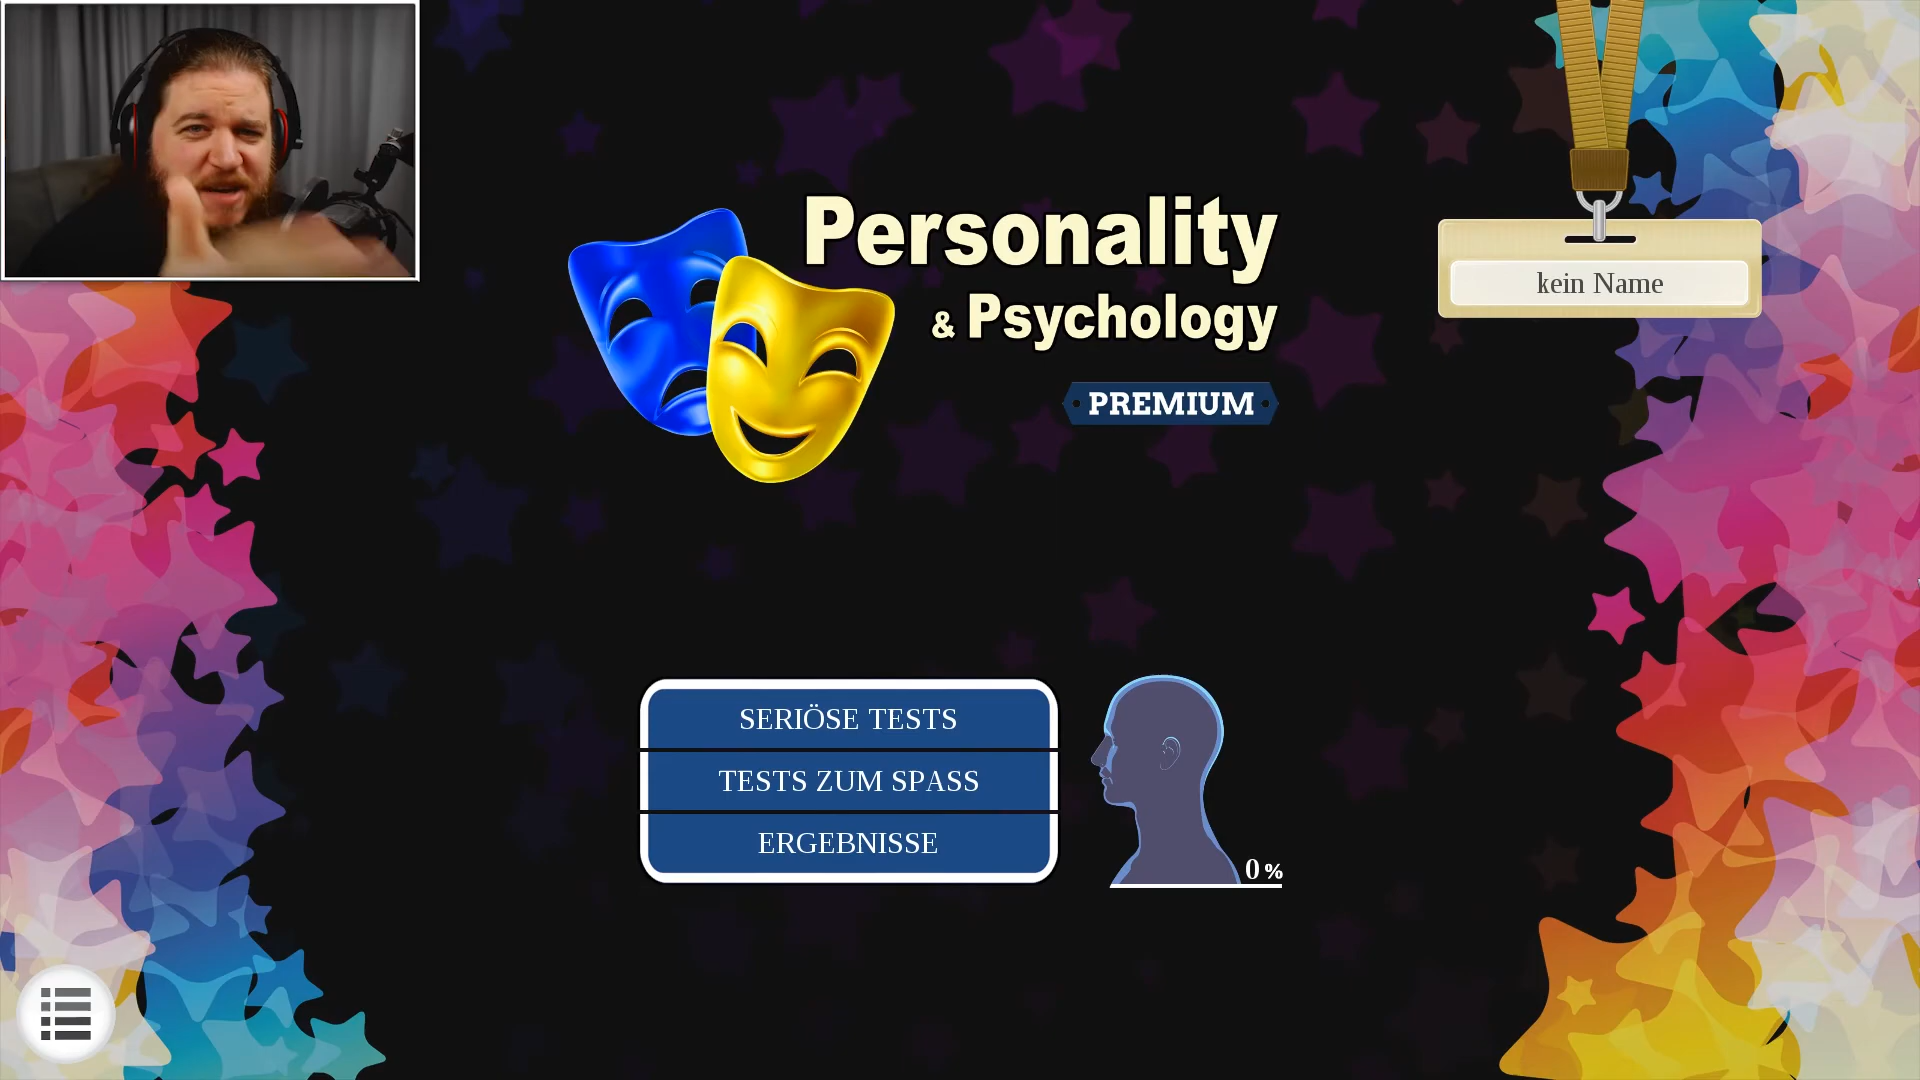 Personality
& Psychology
PREMIUM
kein Name
SERIÖSE TESTS
TESTS ZUM SPASS
ERGEBNISSE
0 %